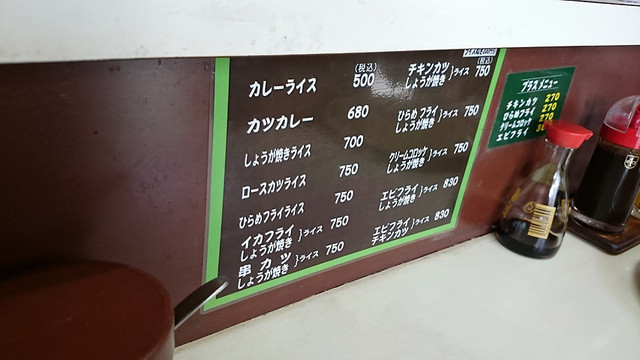 (税込)
カレーライス 500
カツカレー 680
しょうが焼きライス 700
ロースカツライス 750
ひらめフライライス 750
イカフライ
しょうが焼き }ライス 750
串カツ
しょうが焼き }ライス 750
(税込)
チキンカツ
しょうが焼き }ライス 750
ひらめフライ
しょうが焼き }ライス 750
クリームコロッケ
しょうが焼き }ライス 750
エビフライ
しょうが焼き }ライス 830
エビフライ
チキンカツ }ライス 830
プラスメニュー
チキンカツ 270
ひらめフライ 270
クリームコロッケ 270
エビフライ